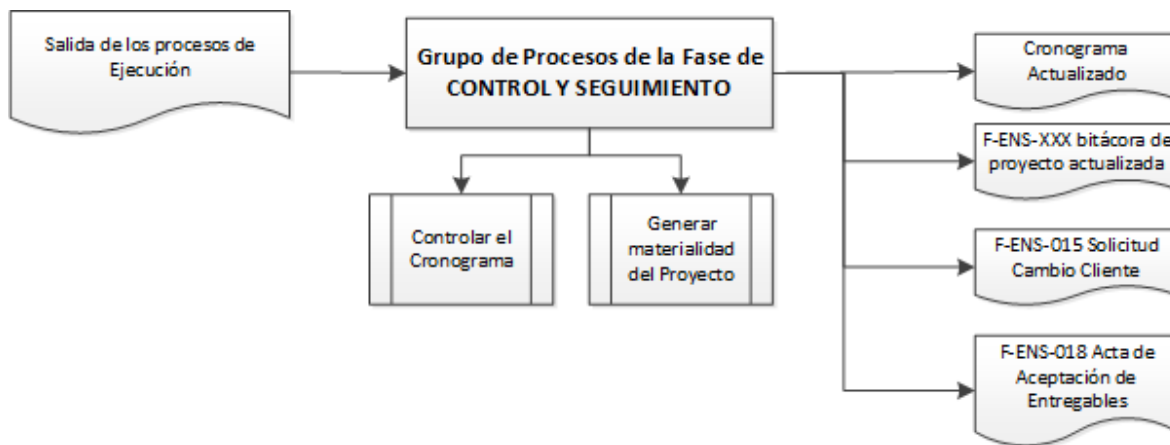 Salida de los procesos de
Ejecución
Grupo de Procesos de la Fase de
CONTROL Y SEGUIMIENTO
Controlar el
Cronograma
Generar
materialidad
del Proyecto
Cronograma
Actualizado
F-ENS-XXX bitácora de
proyecto actualizada
F-ENS-015 Solicitud
Cambio Cliente
F-ENS-018 Acta de
Aceptación de
Entregables